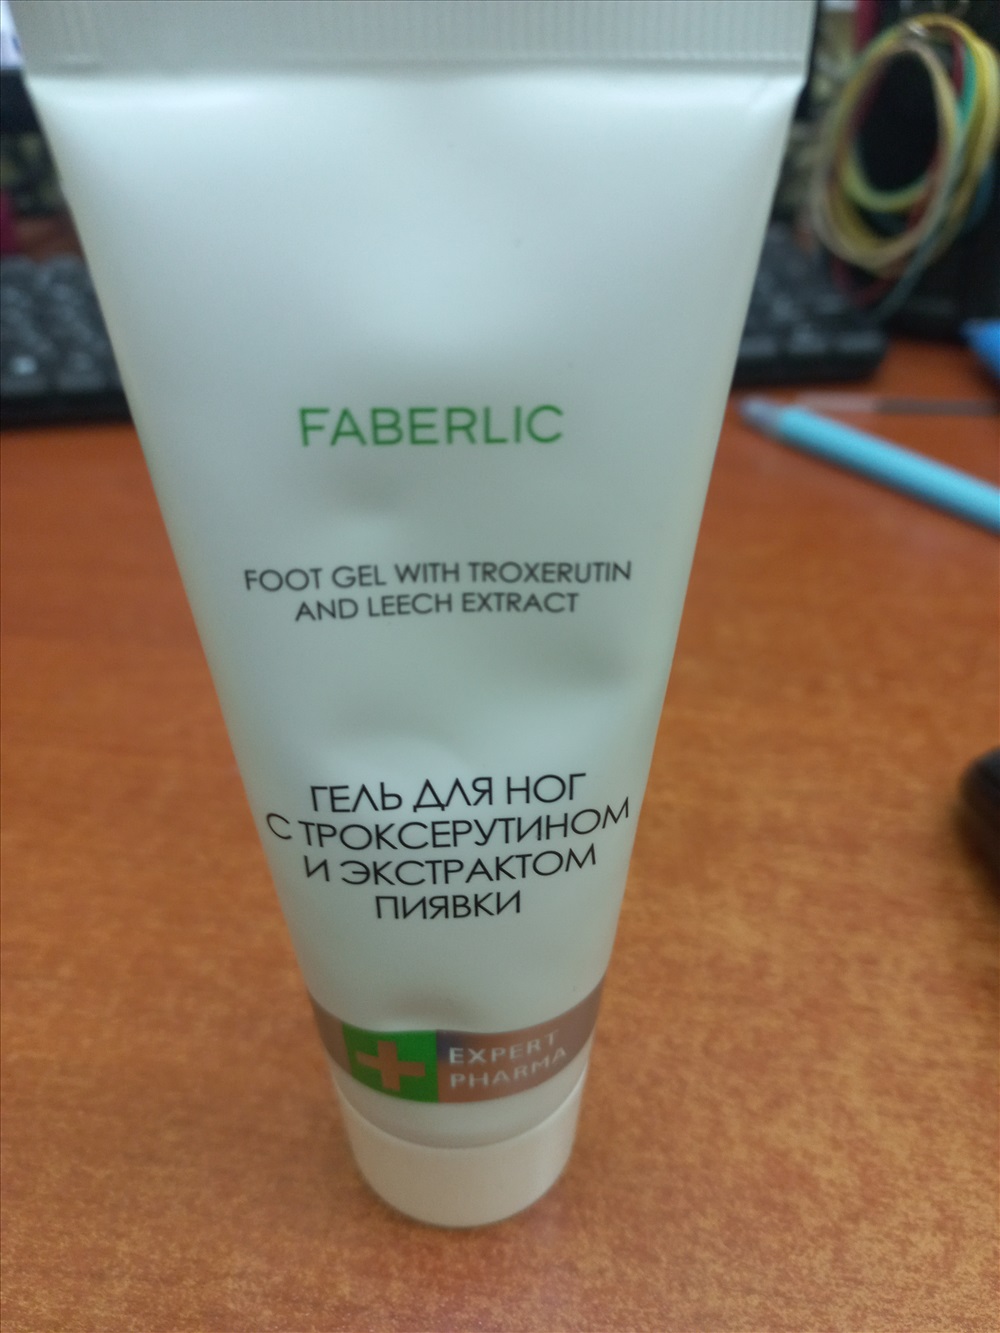 FABERLIC
FOOT GEL WITH TROXERUTIN
AND LEECH EXTRACT
ГЕЛЬ ДЛЯ НОГ
С ТРОКСЕРУТИНОМ
И ЭКСТРАКТОМ
ПИЯВКИ
EXPERT
PHARMA